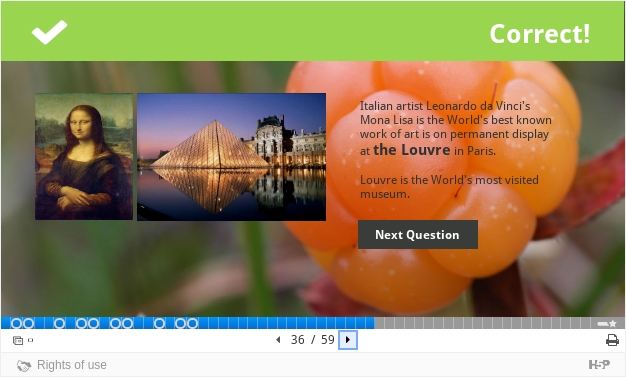 Correct!
Italian artist Leonardo da Vinci's
Mona Lisa is the World's best known
work of art is on permanent display
at the Louvre in Paris.
Louvre is the World's most visited
museum.
Next Question
36 / 59
Rights of use
H5P